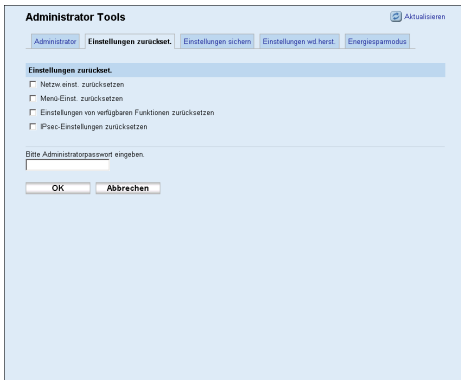 Administrator Tools
Aktualisieren
Administrator
Einstellungen zurückset.
Einstellungen sichern
Einstellungen wd.herst.
Energiesparmodus
Einstellungen zurückset.
Netzw.einst. zurücksetzen
Menü-Einst. zurücksetzen
Einstellungen von verfügbaren Funktionen zurücksetzen
IPsec-Einstellungen zurücksetzen
Bitte Administratorpasswort eingeben.
OK
Abbrechen